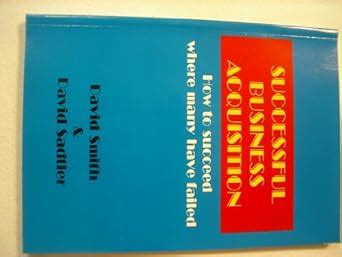 SUCCESSFUL
BUSINESS
ACQUISITION
How to succeed
where many have failed
David Smith
&
David Sadtler